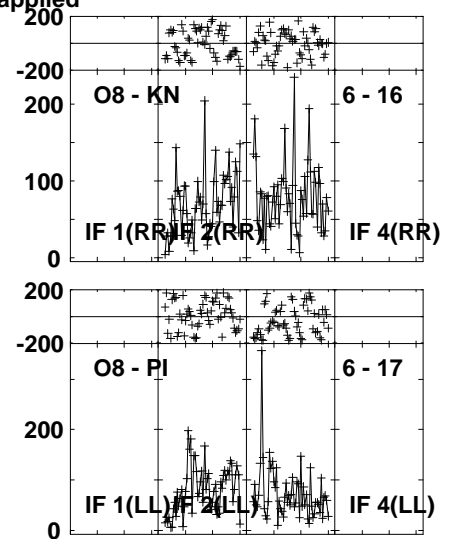 applied
200
-200
O8 - KN 6 - 16
200
100
IF 1(RR) IF 2(RR) IF 4(RR)
0
200
-200
O8 - PI 6 - 17
200
IF 1(LL) IF 2(LL) IF 4(LL)
0